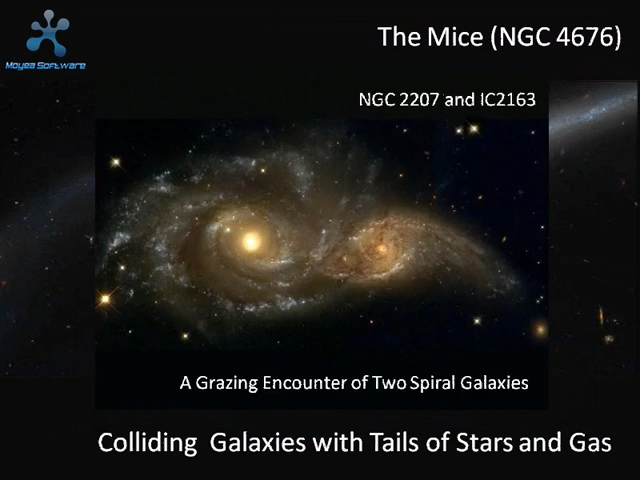 The Mice (NGC 4676)
Moyea Software
NGC 2207 and IC2163
A Grazing Encounter of Two Spiral Galaxies
Colliding  Galaxies with Tails of Stars and Gas